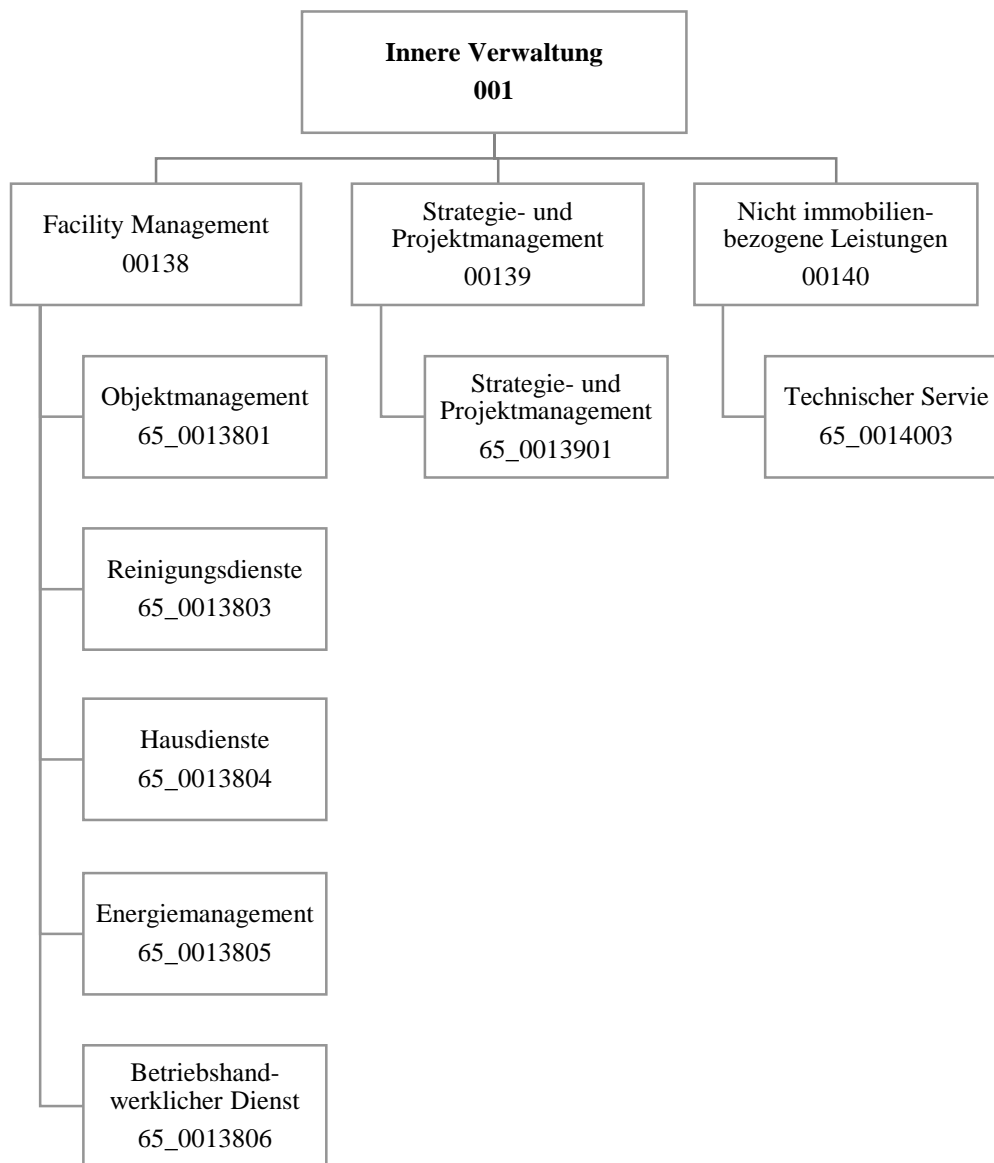 Innere Verwaltung
001
Facility Management
00138
Strategie- und
Projektmanagement
00139
Nicht immobilien-
bezogene Leistungen
00140
Objektmanagement
65_0013801
Strategie- und
Projektmanagement
65_0013901
Technischer Servie
65_0014003
Reinigungsdienste
65_0013803
Hausdienste
65_0013804
Energiemanagement
65_0013805
Betriebshand-
werklicher Dienst
65_0013806